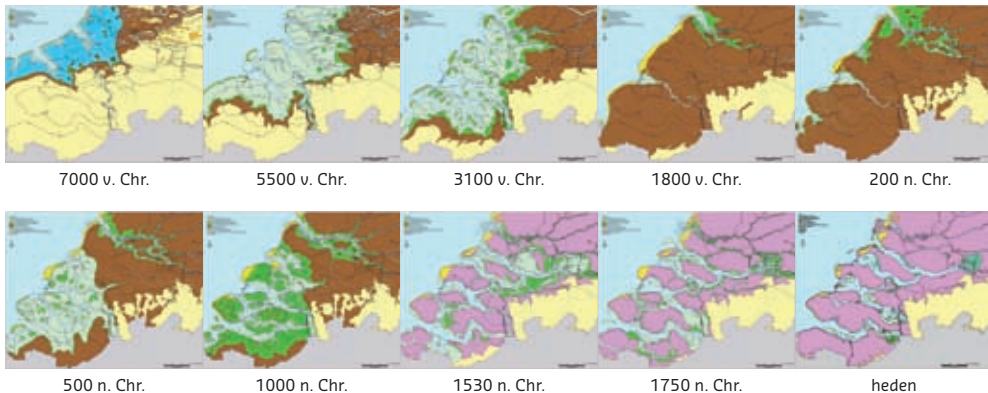 7000 v. Chr.
5500 v. Chr.
3100 v. Chr.
1800 v. Chr.
200 n. Chr.
500 n. Chr.
1000 n. Chr.
1530 n. Chr.
1750 n. Chr.
heden